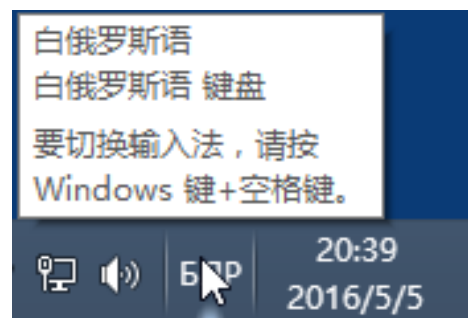 白俄罗斯语
白俄罗斯语 键盘
要切换输入法，请按
Windows 键+空格键。
20:39
2016/5/5